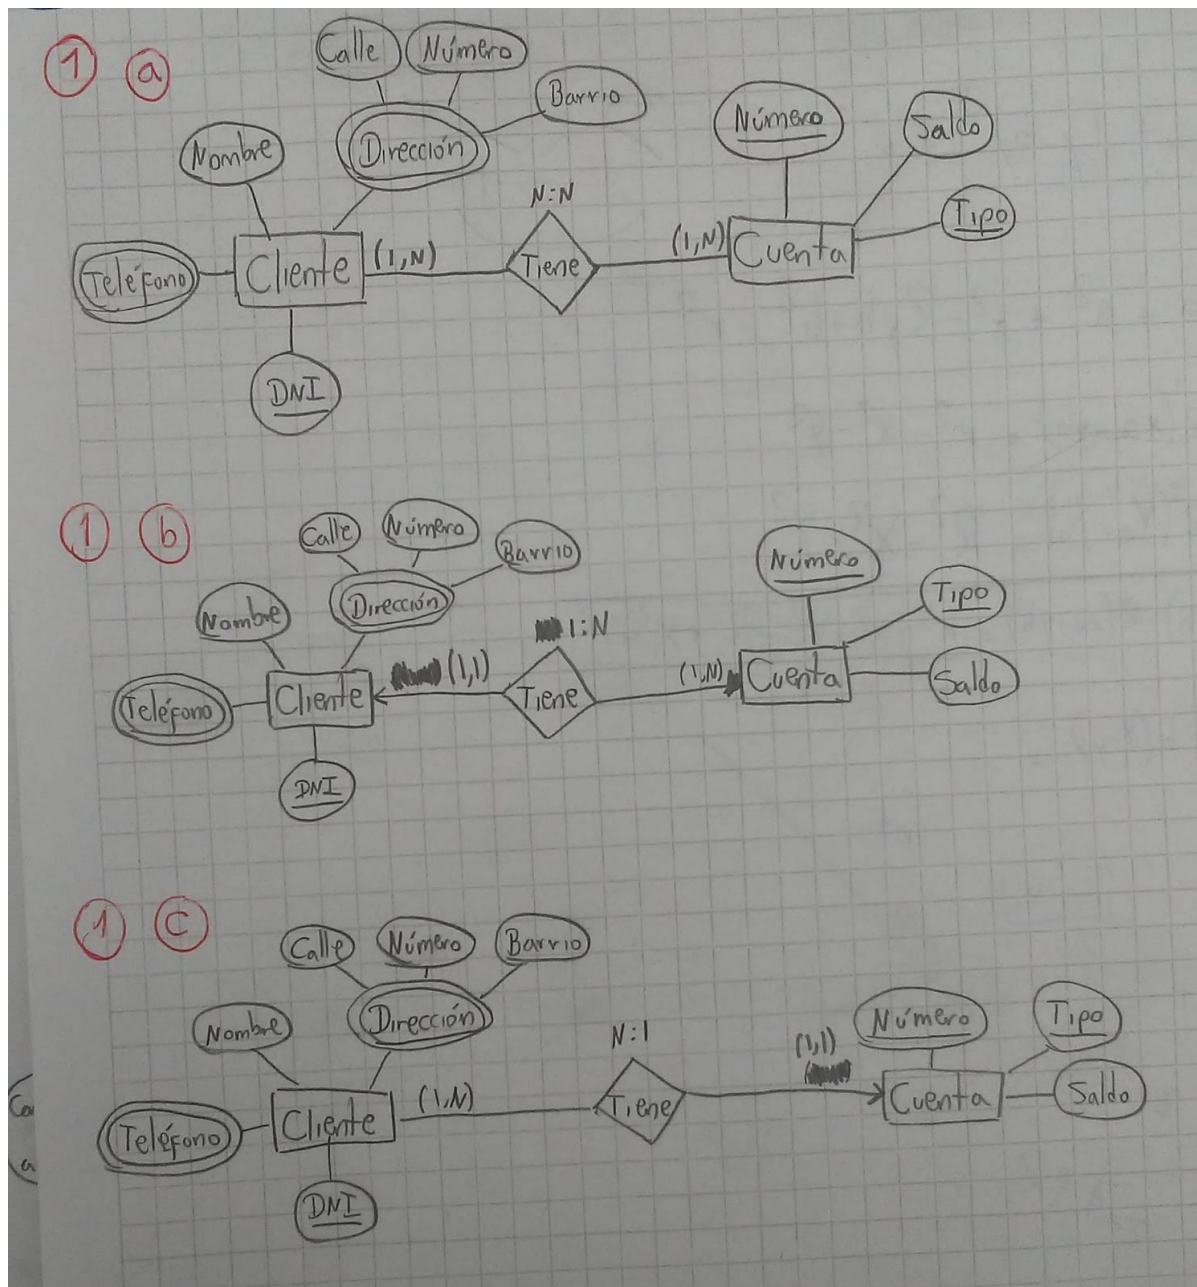 1 a
Calle Número
Barrio
Nombre Dirección
Número Saldo
N:N
Tipo
Teléfono Cliente (1,N) Tiene (1,N) Cuenta
DNI
1 b
Calle Número Barrio
Número
Nombre Dirección
Tipo
1:N
Teléfono Cliente (1,1) Tiene (1,N) Cuenta Saldo
DNI
1 C
Calle Número Barrio
Nombre Dirección
Número Tipo
N:1 (1,1)
Teléfono Cliente (1,N) Tiene Cuenta Saldo
DNI
Co
a